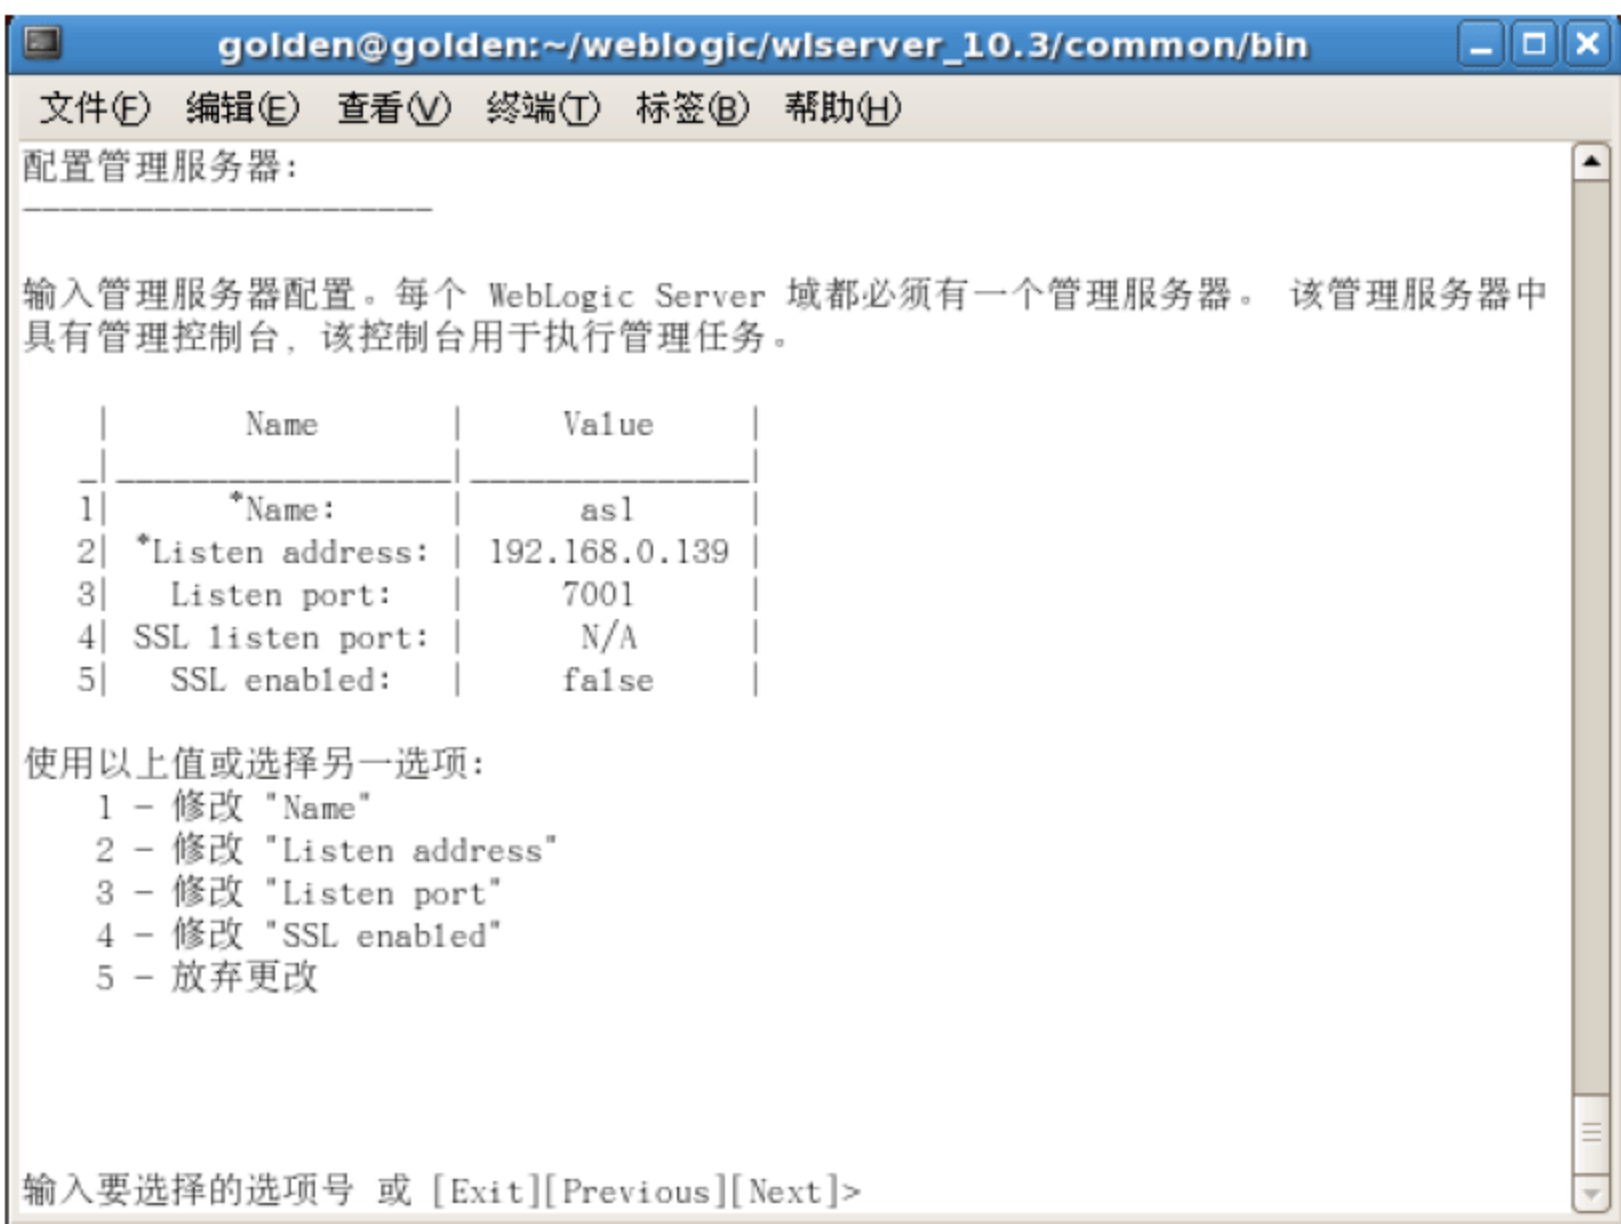 golden@golden:~/weblogic/wlserver_10.3/common/bin
文件(F) 编辑(E) 查看(V) 终端(T) 标签(B) 帮助(H)
配置管理服务器:
----------------------
输入管理服务器配置。每个 WebLogic Server 域都必须有一个管理服务器。 该管理服务器中
具有管理控制台, 该控制台用于执行管理任务。
| Name | Value |
_|__________________|_______________|
1| *Name: | as1 |
2| *Listen address: | 192.168.0.139 |
3| Listen port: | 7001 |
4| SSL listen port: | N/A |
5| SSL enabled: | false |
使用以上值或选择另一选项:
1 - 修改 "Name"
2 - 修改 "Listen address"
3 - 修改 "Listen port"
4 - 修改 "SSL enabled"
5 - 放弃更改
输入要选择的选项号 或 [Exit][Previous][Next]>